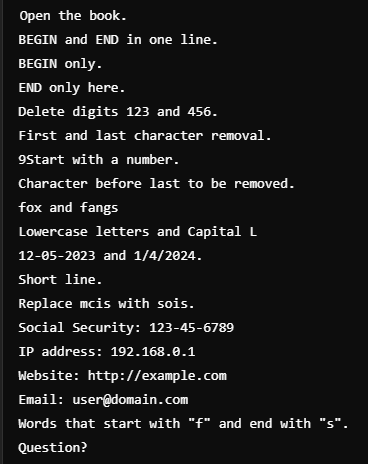 Open the book.
BEGIN and END in one line.
BEGIN only.
END only here.
Delete digits 123 and 456.
First and last character removal.
9Start with a number.
Character before last to be removed.
fox and fangs
Lowercase letters and Capital L
12-05-2023 and 1/4/2024.
Short line.
Replace mcis with sois.
Social Security: 123-45-6789
IP address: 192.168.0.1
Website: http://example.com
Email: user@domain.com
Words that start with "f" and end with "s".
Question?